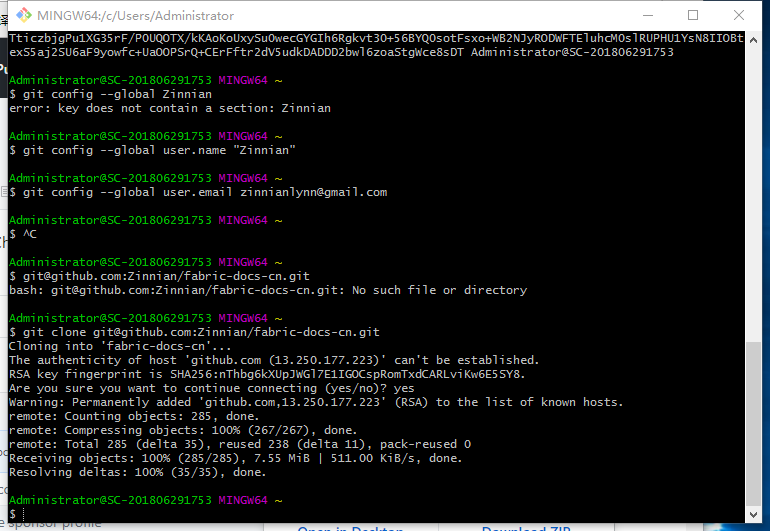 MINGW64:/c/Users/Administrator
TticzbjgPu1XG35rF/POUQOTX/kKAoKoUxySuOwecGYGIh6Rgkvt3O+56BYQOsotFsxo+WB2NJyRODWFTEluhcMOslRUPHU1YsN8IIOBt
exS5aj2SU6aF9yowfc+UaOOPSrQ+CErFftr2dV5udkDADDD2bwl6zoaStgWce8sDT Administrator@SC-201806291753
Administrator@SC-201806291753 MINGW64 ~
$ git config --global Zinnian
error: key does not contain a section: Zinnian
Administrator@SC-201806291753 MINGW64 ~
$ git config --global user.name "Zinnian"
Administrator@SC-201806291753 MINGW64 ~
$ git config --global user.email zinnianlynn@gmail.com
Administrator@SC-201806291753 MINGW64 ~
$ ^C
Administrator@SC-201806291753 MINGW64 ~
$ git@github.com:Zinnian/fabric-docs-cn.git
bash: git@github.com:Zinnian/fabric-docs-cn.git: No such file or directory
Administrator@SC-201806291753 MINGW64 ~
$ git clone git@github.com:Zinnian/fabric-docs-cn.git
Cloning into 'fabric-docs-cn'...
The authenticity of host 'github.com (13.250.177.223)' can't be established.
RSA key fingerprint is SHA256:nThbg6kXUpJWGl7E1IGOCspRomTxdCARLviKw6E5SY8.
Are you sure you want to continue connecting (yes/no)? yes
Warning: Permanently added 'github.com,13.250.177.223' (RSA) to the list of known hosts.
remote: Counting objects: 285, done.
remote: Compressing objects: 100% (267/267), done.
remote: Total 285 (delta 35), reused 238 (delta 11), pack-reused 0
Receiving objects: 100% (285/285), 7.55 MiB | 511.00 KiB/s, done.
Resolving deltas: 100% (35/35), done.
Administrator@SC-201806291753 MINGW64 ~
$
sponsor profile